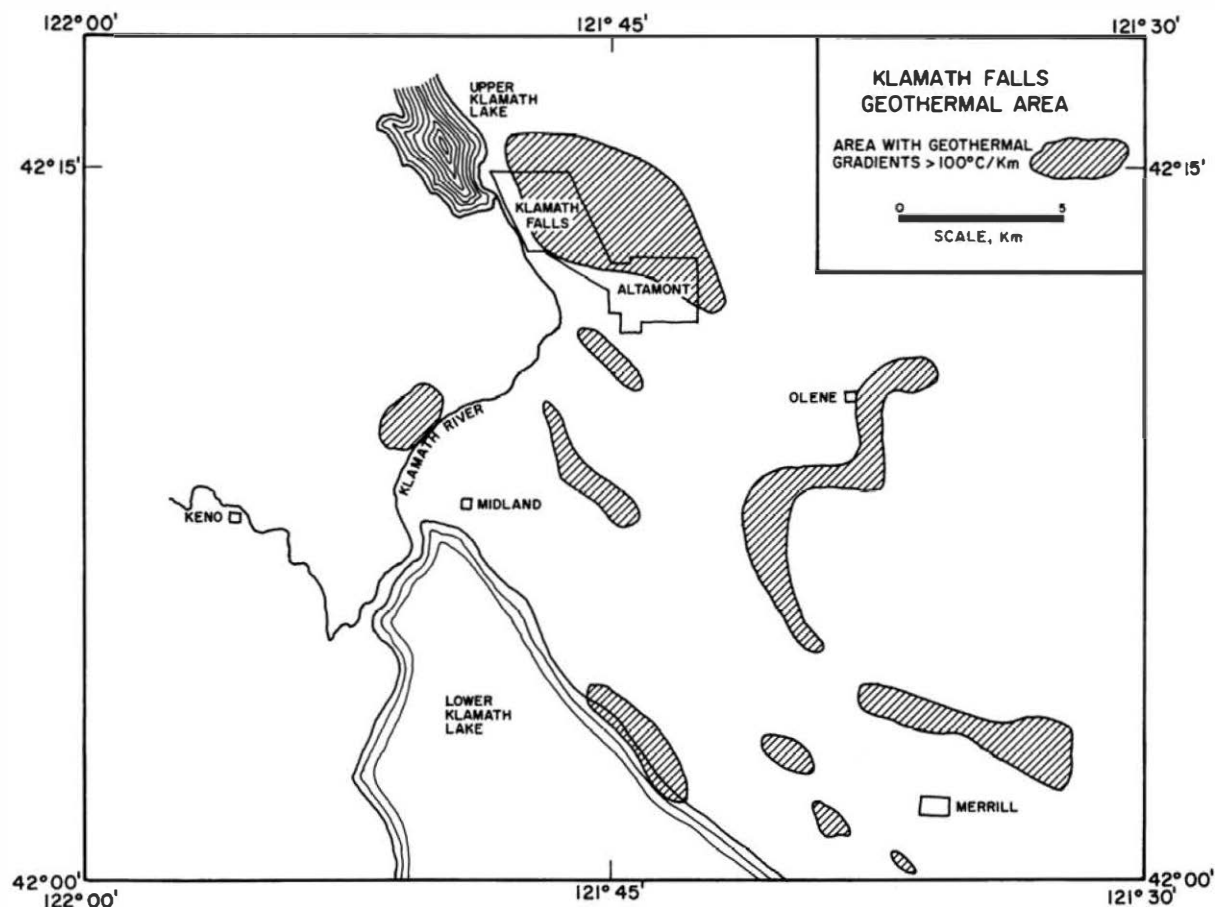 122° 00'
121° 45'
121° 30'
KLAMATH FALLS
GEOTHERMAL AREA
AREA WITH GEOTHERMAL
GRADIENTS > 100°C/Km
0
5
SCALE, Km
UPPER
KLAMATH
LAKE
42° 15'
42° 15'
KLAMATH
FALLS
ALTAMONT
OLENE
KLAMATH RIVER
MIDLAND
KENO
LOWER
KLAMATH
LAKE
MERRILL
42° 00'
122° 00'
121° 45'
42° 00'
121° 30'